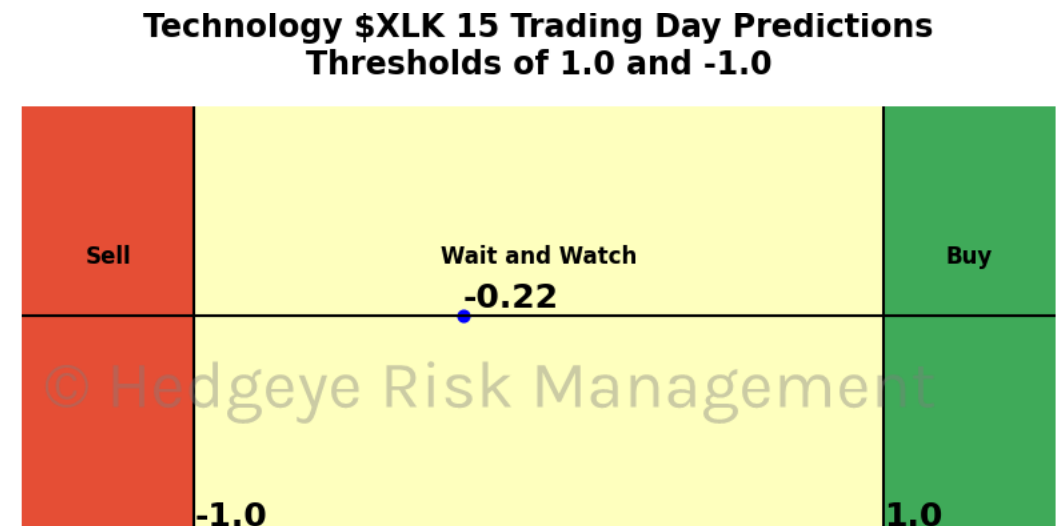 Technology $XLK 15 Trading Day Predictions
Thresholds of 1.0 and -1.0
Sell
Wait and Watch
Buy
-0.22
© Hedgeye Risk Management
-1.0
1.0